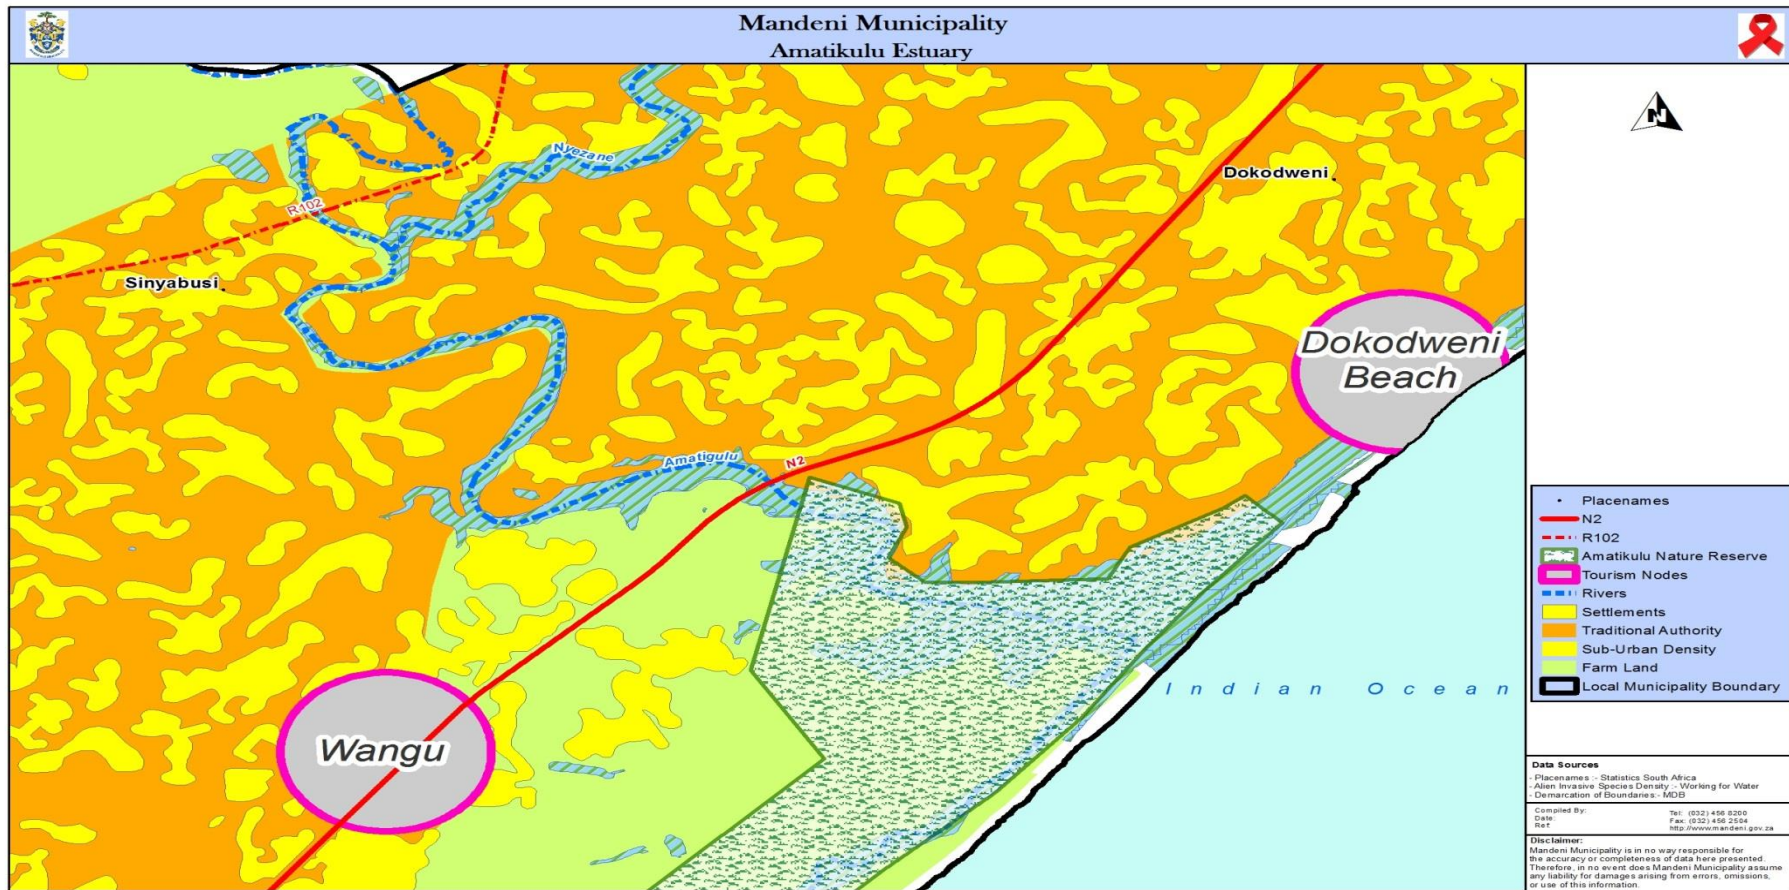 Mandeni Municipality
Amatikulu Estuary
Nyezane
Dokodweni
R102
Sinyabusi
Dokodweni
Beach
Amatigulu
N2
Wangu
Indian Ocean
N
Placenames
N2
R102
Amatikulu Nature Reserve
Tourism Nodes
Rivers
Settlements
Traditional Authority
Sub-Urban Density
Farm Land
Local Municipality Boundary
Data Sources
- Placenames :- Statistics South Africa
- Alien Invasive Species Density :- Working for Water
- Demarcation of Boundaries:- MDB
Compiled By:
Date:
Ref:
Tel: (032) 456 8200
Fax: (032) 456 2504
http://www.mandeni.gov.za
Disclaimer:
Mandeni Municipality is in no way responsible for
the accuracy or completeness of data here presented.
Therefore, in no event does Mandeni Municipality assume
any liability for damages arising from errors, omissions,
or use of this information.